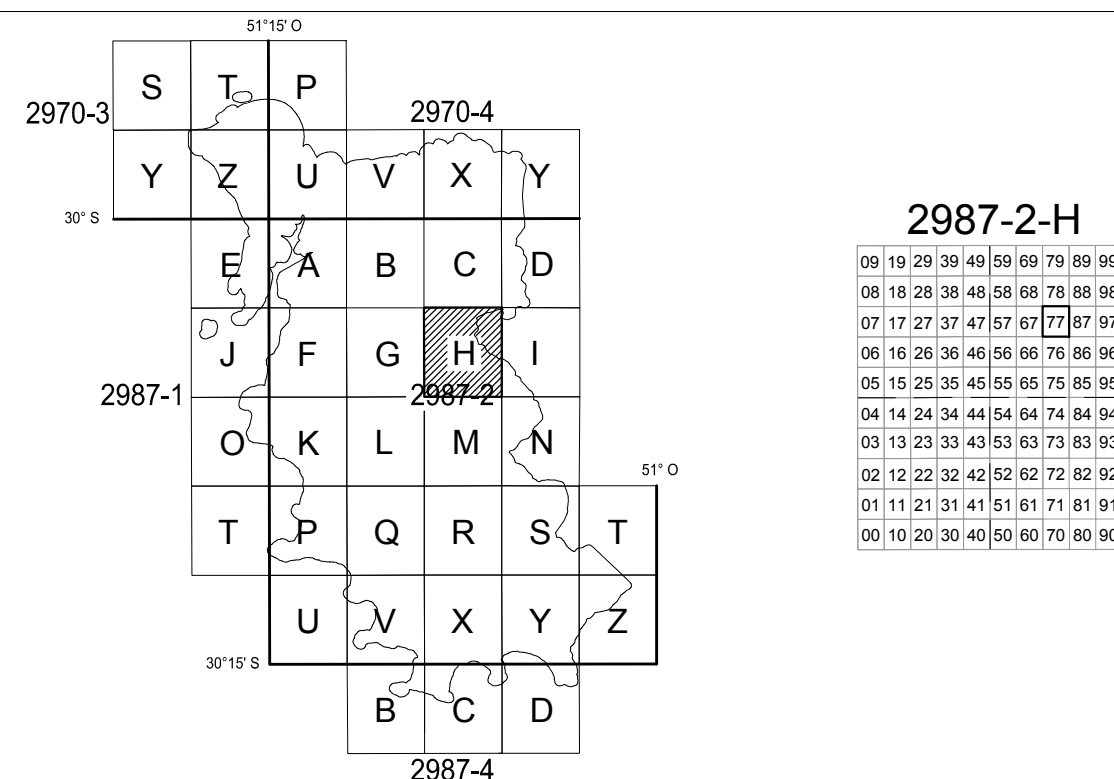 51°15' O
S T P
2970-3 2970-4
Y Z U V X Y
30° S
E A B C D
J F G H I
2987-1 2987-2
O K L M N
51° O
T P Q R S T
U V X Y Z
30°15' S
B C D
2987-4
2987-2-H
09 19 29 39 49 59 69 79 89 99
08 18 28 38 48 58 68 78 88 98
07 17 27 37 47 57 67 77 87 97
06 16 26 36 46 56 66 76 86 96
05 15 25 35 45 55 65 75 85 95
04 14 24 34 44 54 64 74 84 94
03 13 23 33 43 53 63 73 83 93
02 12 22 32 42 52 62 72 82 92
01 11 21 31 41 51 61 71 81 91
00 10 20 30 40 50 60 70 80 90